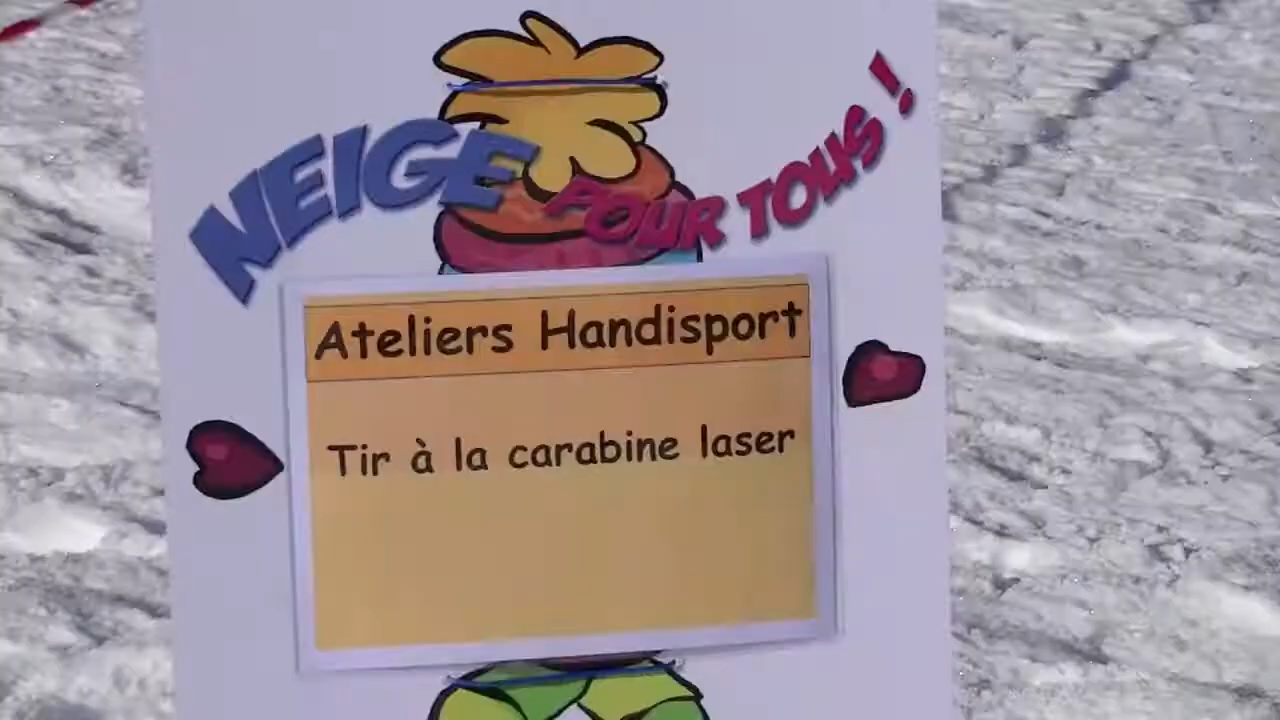 NEIGE POUR TOUS !
Ateliers Handisport
Tir à la carabine laser